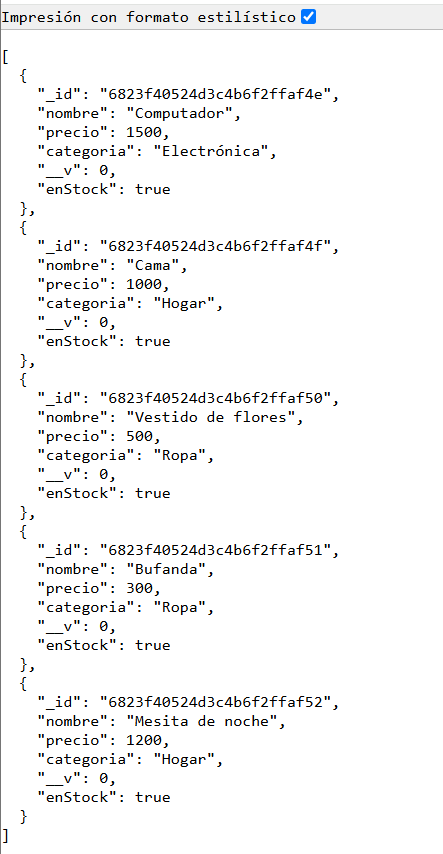 Impresión con formato estilístico
[
  {
    "_id": "6823f40524d3c4b6f2ffaf4e",
    "nombre": "Computador",
    "precio": 1500,
    "categoria": "Electrónica",
    "__v": 0,
    "enStock": true
  },
  {
    "_id": "6823f40524d3c4b6f2ffaf4f",
    "nombre": "Cama",
    "precio": 1000,
    "categoria": "Hogar",
    "__v": 0,
    "enStock": true
  },
  {
    "_id": "6823f40524d3c4b6f2ffaf50",
    "nombre": "Vestido de flores",
    "precio": 500,
    "categoria": "Ropa",
    "__v": 0,
    "enStock": true
  },
  {
    "_id": "6823f40524d3c4b6f2ffaf51",
    "nombre": "Bufanda",
    "precio": 300,
    "categoria": "Ropa",
    "__v": 0,
    "enStock": true
  },
  {
    "_id": "6823f40524d3c4b6f2ffaf52",
    "nombre": "Mesita de noche",
    "precio": 1200,
    "categoria": "Hogar",
    "__v": 0,
    "enStock": true
  }
]